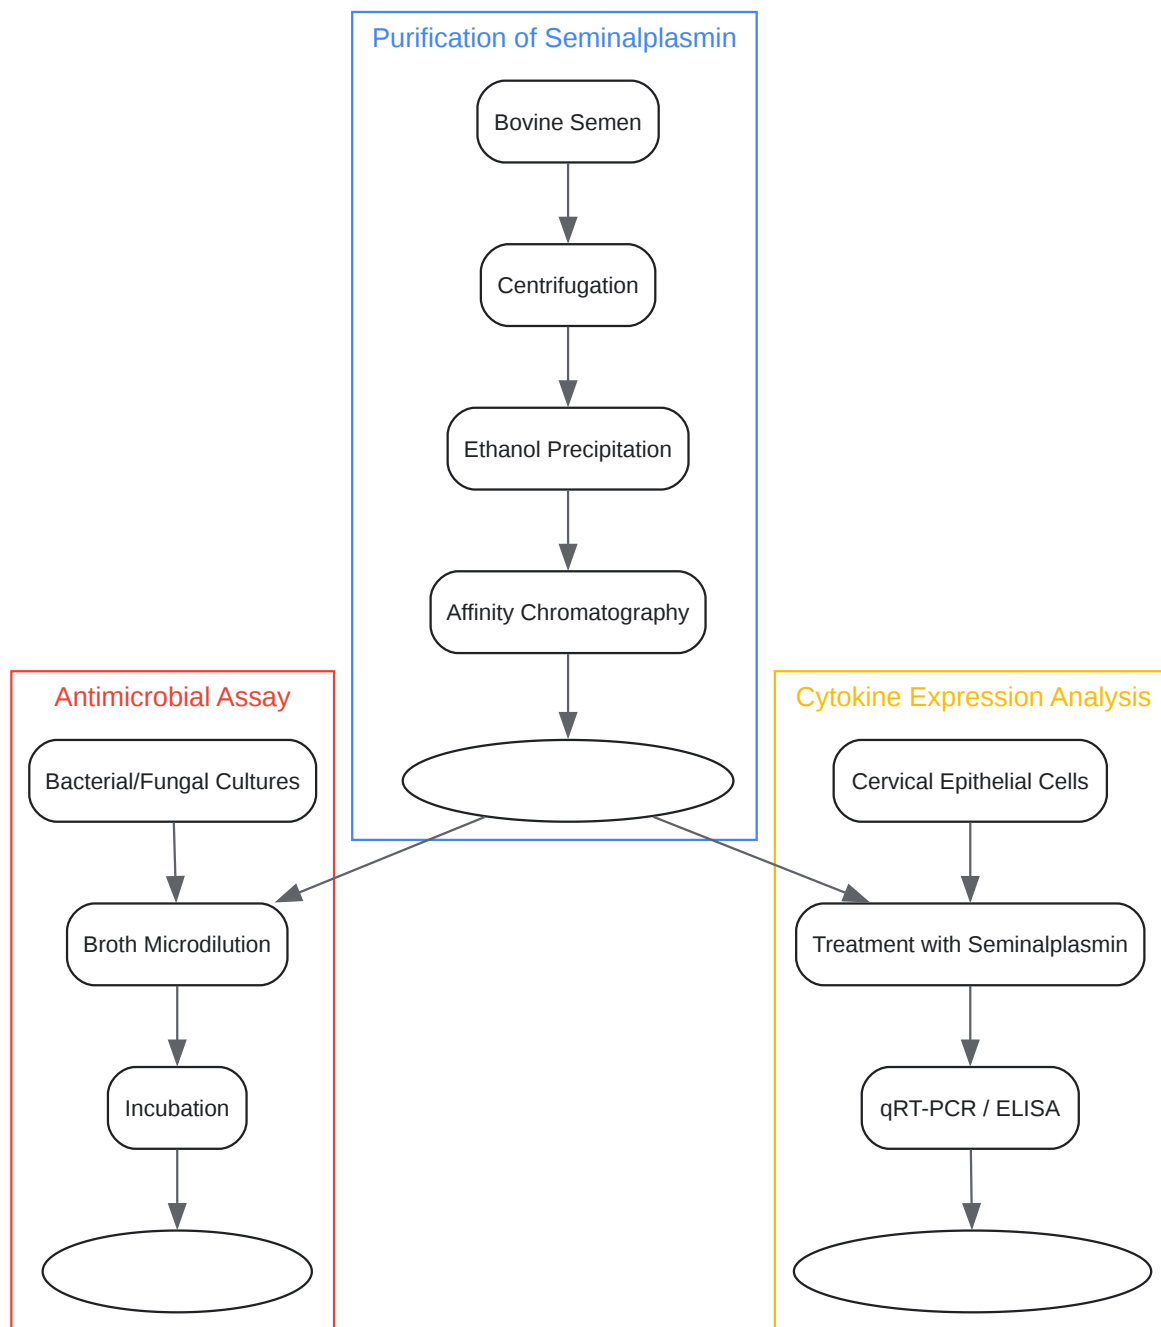 Purification of Seminalplasmin
Bovine Semen
Centrifugation
Ethanol Precipitation
Affinity Chromatography
Antimicrobial Assay
Bacterial/Fungal Cultures
Broth Microdilution
Incubation
Cytokine Expression Analysis
Cervical Epithelial Cells
Treatment with Seminalplasmin
qRT-PCR / ELISA